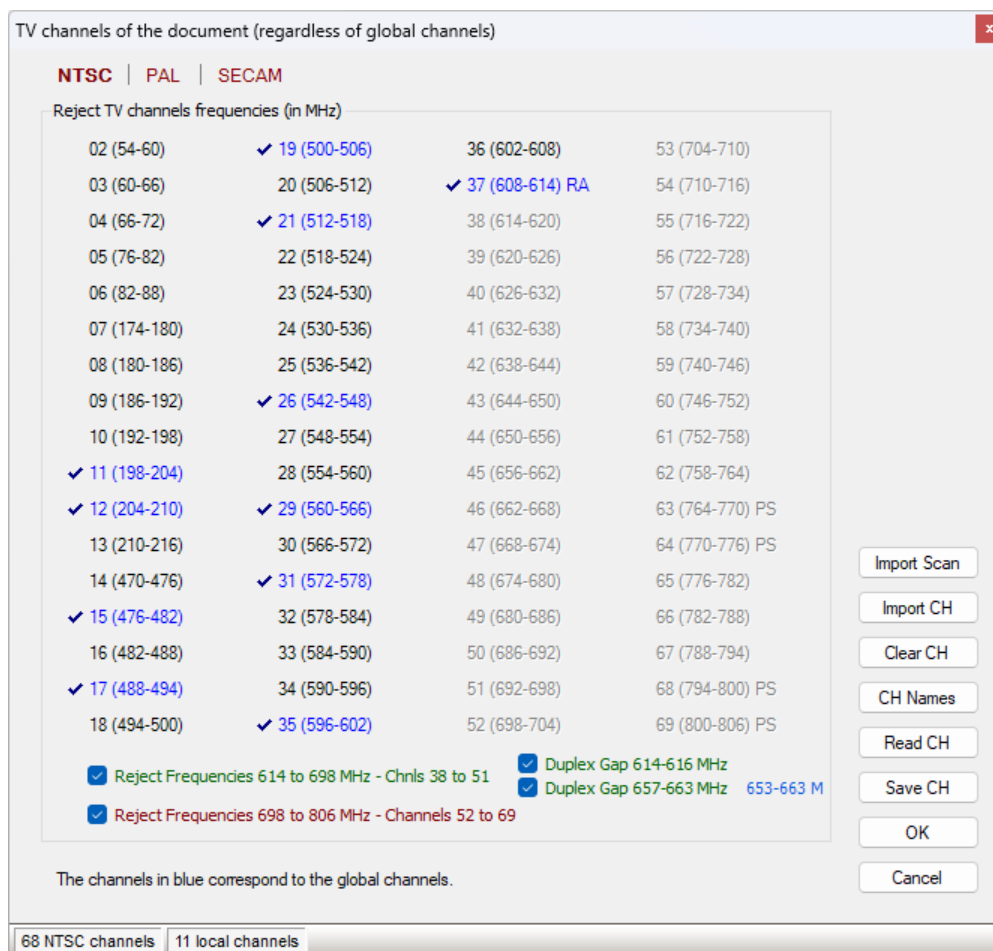 TV channels of the document (regardless of global channels)
x
NTSC | PAL | SECAM
Reject TV channels frequencies (in MHz)
02 (54-60)
03 (60-66)
04 (66-72)
05 (76-82)
06 (82-88)
07 (174-180)
08 (180-186)
09 (186-192)
10 (192-198)
11 (198-204)
12 (204-210)
13 (210-216)
14 (470-476)
15 (476-482)
16 (482-488)
17 (488-494)
18 (494-500)
19 (500-506)
20 (506-512)
21 (512-518)
22 (518-524)
23 (524-530)
24 (530-536)
25 (536-542)
26 (542-548)
27 (548-554)
28 (554-560)
29 (560-566)
30 (566-572)
31 (572-578)
32 (578-584)
33 (584-590)
34 (590-596)
35 (596-602)
36 (602-608)
37 (608-614) RA
38 (614-620)
39 (620-626)
40 (626-632)
41 (632-638)
42 (638-644)
43 (644-650)
44 (650-656)
45 (656-662)
46 (662-668)
47 (668-674)
48 (674-680)
49 (680-686)
50 (686-692)
51 (692-698)
52 (698-704)
53 (704-710)
54 (710-716)
55 (716-722)
56 (722-728)
57 (728-734)
58 (734-740)
59 (740-746)
60 (746-752)
61 (752-758)
62 (758-764)
63 (764-770) PS
64 (770-776) PS
65 (776-782)
66 (782-788)
67 (788-794)
68 (794-800) PS
69 (800-806) PS
Reject Frequencies 614 to 698 MHz - Chnls 38 to 51
Duplex Gap 614-616 MHz
Duplex Gap 657-663 MHz 653-663 M
Reject Frequencies 698 to 806 MHz - Channels 52 to 69
The channels in blue correspond to the global channels.
Import Scan
Import CH
Clear CH
CH Names
Read CH
Save CH
OK
Cancel
68 NTSC channels
11 local channels